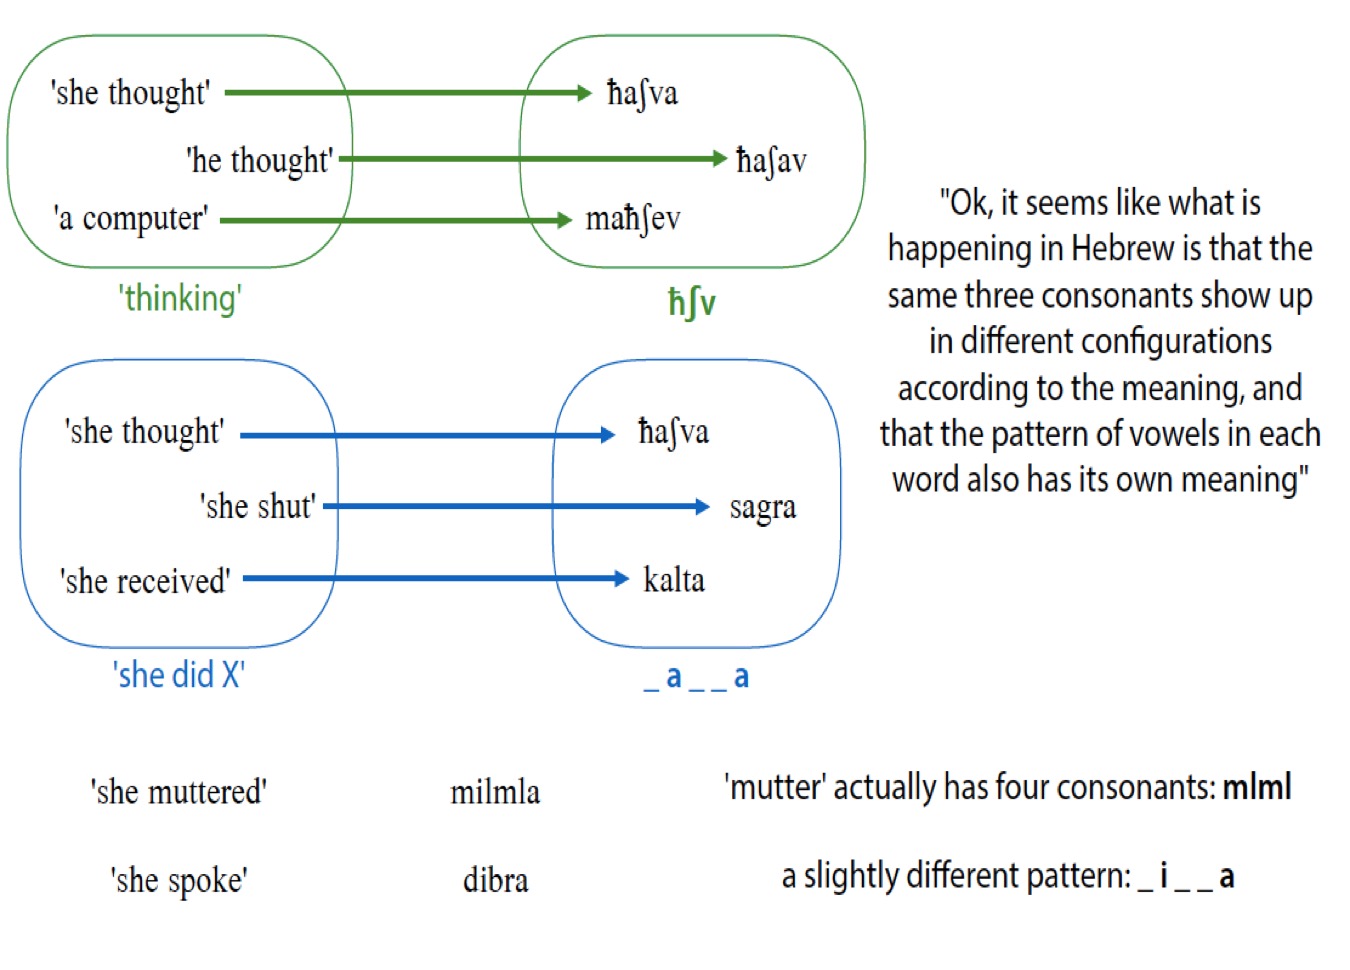 'she thought' ħaʃva
'he thought' ħaʃav
'a computer' maħʃev
'thinking' ħʃv
"Ok, it seems like what is
happening in Hebrew is that the
same three consonants show up
in different configurations
according to the meaning, and
that the pattern of vowels in each
word also has its own meaning"
'she thought' ħaʃva
'she shut' sagra
'she received' kalta
'she did X' _ a _ _ a
'she muttered' milmla 'mutter' actually has four consonants: mlml
'she spoke' dibra a slightly different pattern: _ i _ _ a